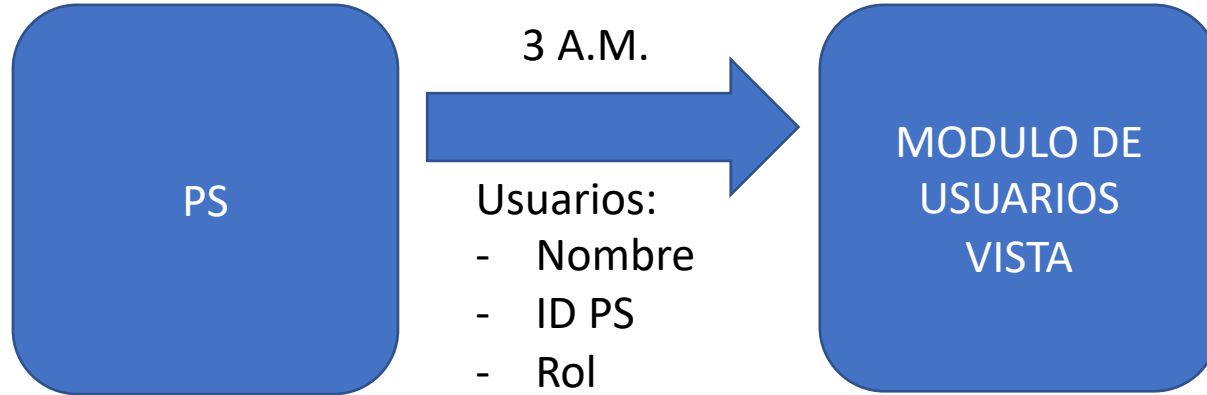 PS
3 A.M.
Usuarios:
- Nombre
- ID PS
- Rol
MODULO DE
USUARIOS
VISTA